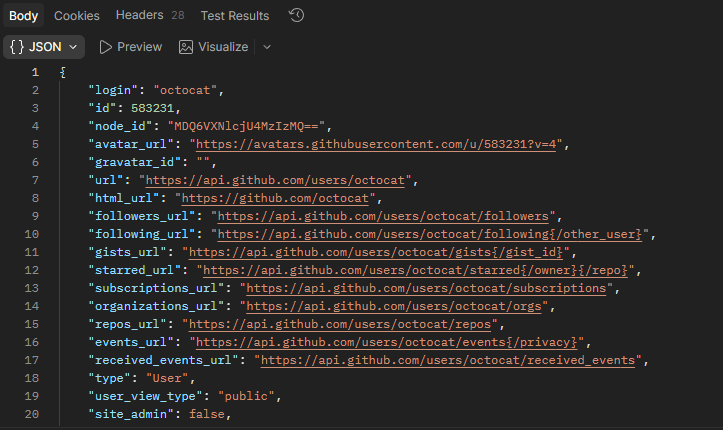 Body Cookies Headers 28 Test Results
{} JSON Preview Visualize
1 {
2 "login": "octocat",
3 "id": 583231,
4 "node_id": "MDQ6VXNlcjU4MzIzMQ==",
5 "avatar_url": "https://avatars.githubusercontent.com/u/583231?v=4",
6 "gravatar_id": "",
7 "url": "https://api.github.com/users/octocat",
8 "html_url": "https://github.com/octocat",
9 "followers_url": "https://api.github.com/users/octocat/followers",
10 "following_url": "https://api.github.com/users/octocat/following{/other_user}",
11 "gists_url": "https://api.github.com/users/octocat/gists{/gist_id}",
12 "starred_url": "https://api.github.com/users/octocat/starred{/owner}{/repo}",
13 "subscriptions_url": "https://api.github.com/users/octocat/subscriptions",
14 "organizations_url": "https://api.github.com/users/octocat/orgs",
15 "repos_url": "https://api.github.com/users/octocat/repos",
16 "events_url": "https://api.github.com/users/octocat/events{/privacy}",
17 "received_events_url": "https://api.github.com/users/octocat/received_events",
18 "type": "User",
19 "user_view_type": "public",
20 "site_admin": false,